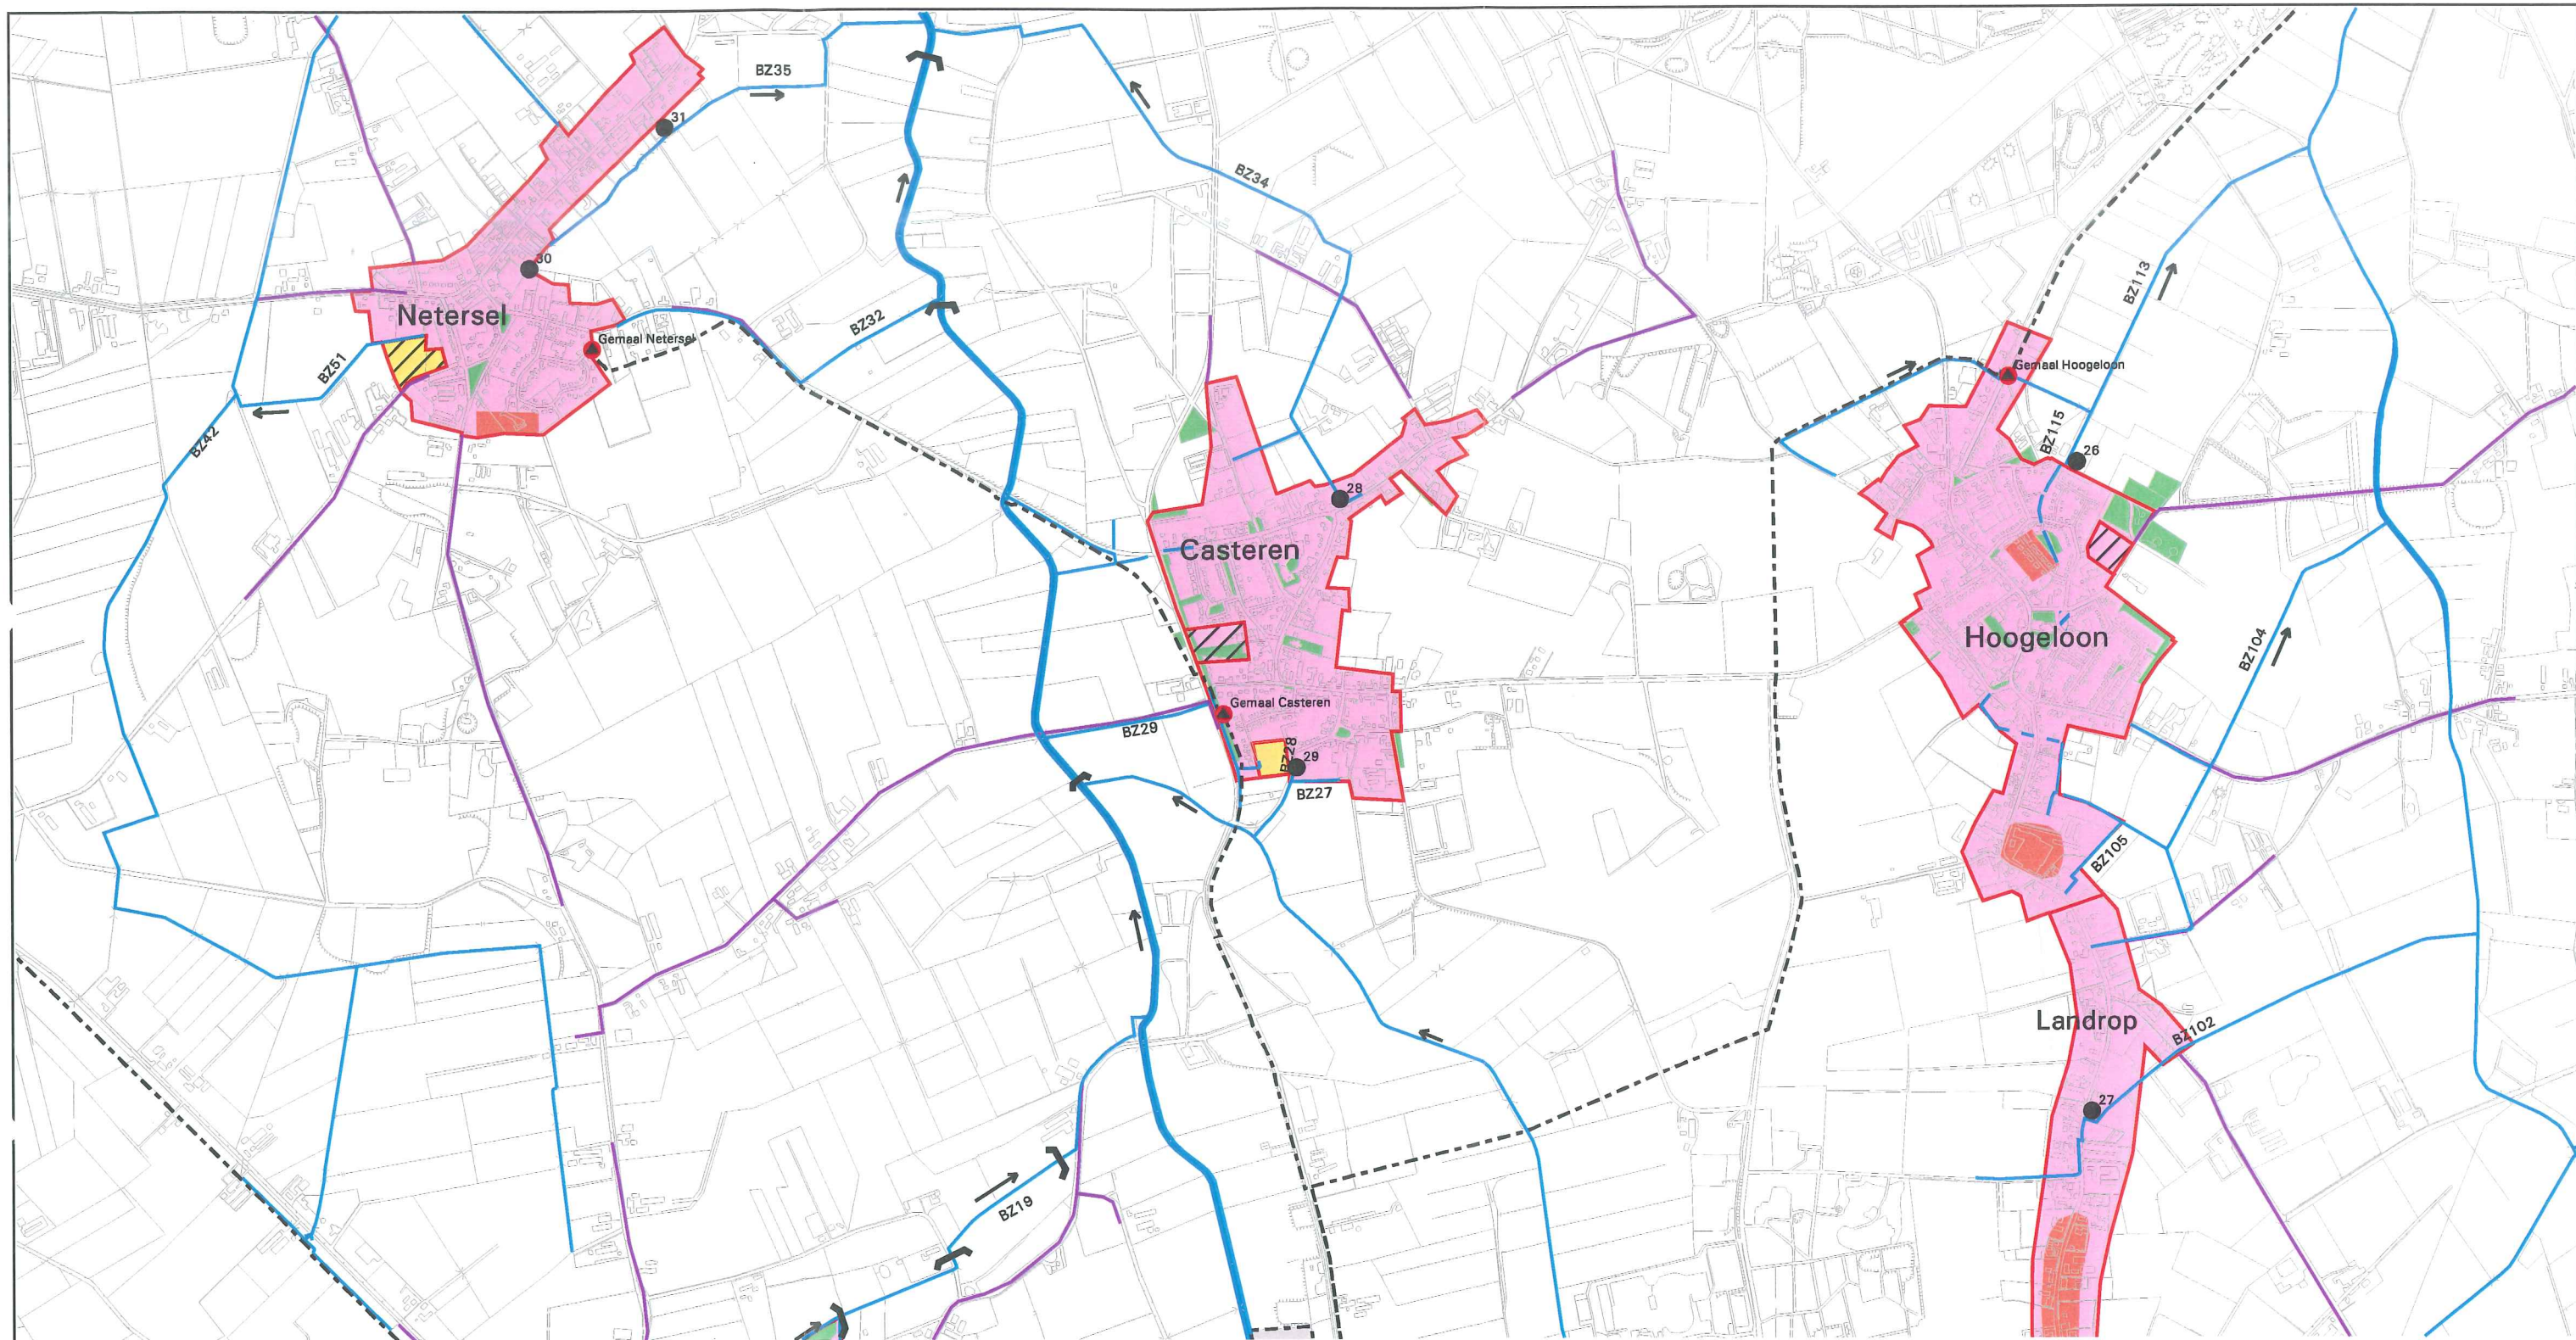 BZ35
31
BZ34
30
BZ113
Netersel
BZ32
Gemaal Netersel
BZ51
Gemaal Hoogeloon
BZ42
BZ115
26
28
Casteren
Hoogeloon
BZ104
Gemaal Casteren
BZ29
BZ28
29
BZ27
BZ105
Landrop
BZ102
27
BZ19